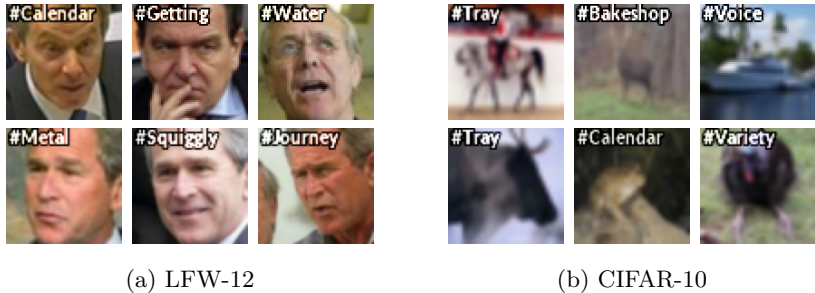 #Calendar #Getting #Water #Tray #Bakeshop #Voice
#Metal #Squiggly #Journey #Tray #Calendar #Variety
(a) LFW-12 (b) CIFAR-10